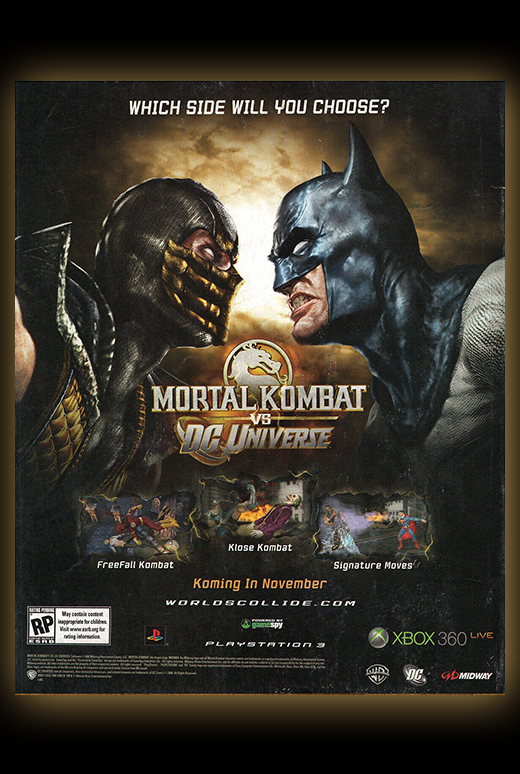 WHICH SIDE WILL YOU CHOOSE?
MORTAL KOMBAT
VS
DC UNIVERSE
FreeFall Kombat
Klose Kombat
Signature Moves
Koming In November
WORLDSCOLLIDE.COM
RATING PENDING
RP
ESRB
May contain content
inappropriate for children.
Visit www.esrb.org for
rating information.
POWERED BY
gamespy
PLAYSTATION 3
XBOX 360 LIVE
WB
DC
MIDWAY